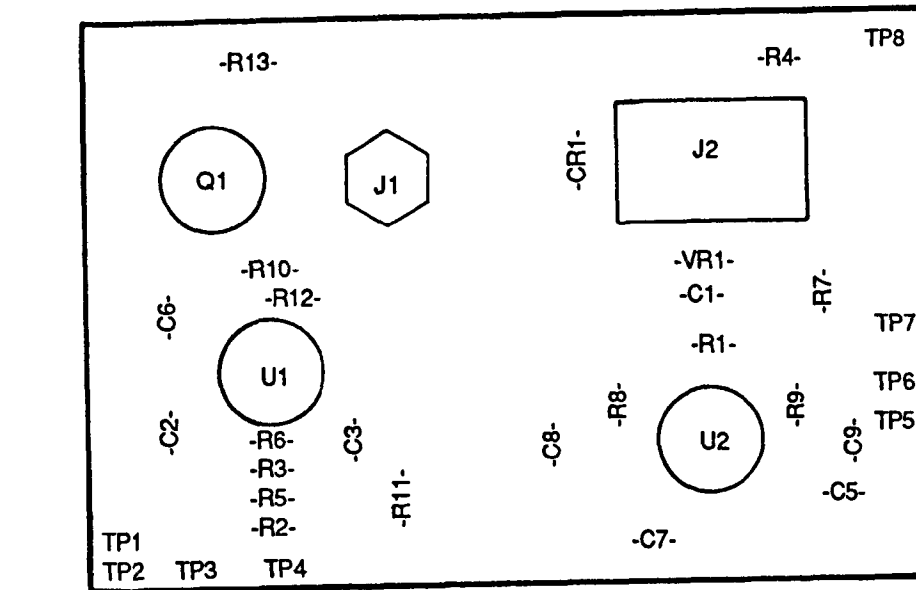 TP8
-R13-
-R4-
-CR1-
J2
Q1
J1
-VR1-
-R10-
-C1-
-R7-
-R12-
-C6-
TP7
-R1-
U1
TP6
-R8-
-R9-
TP5
-C2-
-R6-
-C3-
-C8-
U2
-C9-
-R3-
-R5-
-R11-
-C5-
-R2-
TP1
-C7-
TP2 TP3 TP4